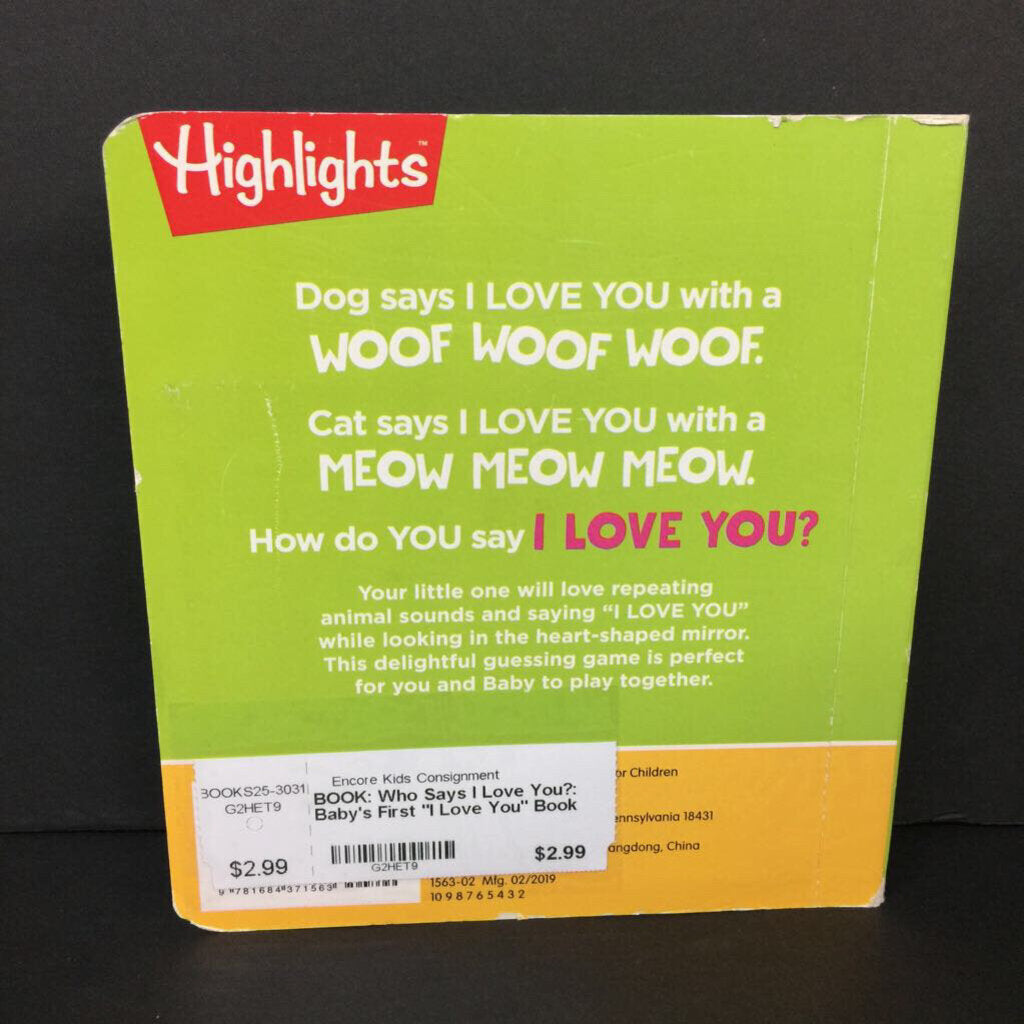 Highlights™
Dog says I LOVE YOU with a
WOOF WOOF WOOF.
Cat says I LOVE YOU with a
MEOW MEOW MEOW.
How do YOU say I LOVE YOU?
Your little one will love repeating
animal sounds and saying “I LOVE YOU”
while looking in the heart-shaped mirror.
This delightful guessing game is perfect
for you and Baby to play together.
BOOKS25-3031
G2HET9
$2.99
Encore Kids Consignment
BOOK: Who Says I Love You?:
Baby's First "I Love You" Book
G2HET9
$2.99
9 781684 371563
Children
18431
China
1563-02 Mfg. 02/2019
10 9 8 7 6 5 4 3 2